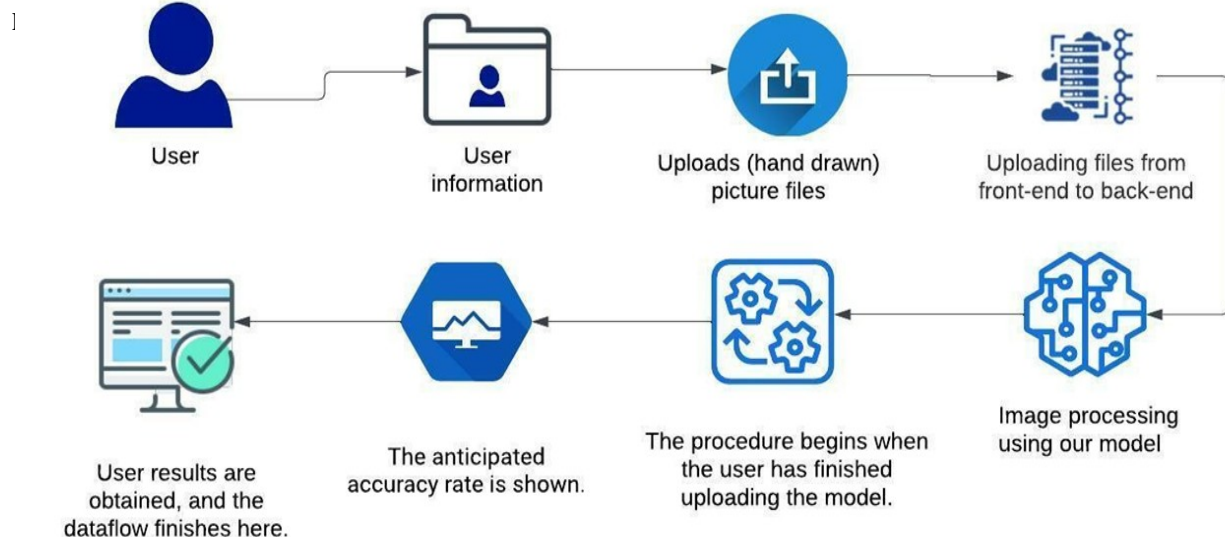 User
User
information
Uploads (hand drawn)
picture files
Uploading files from
front-end to back-end
Image processing
using our model
The procedure begins when
the user has finished
uploading the model.
The anticipated
accuracy rate is shown.
User results are
obtained, and the
dataflow finishes here.